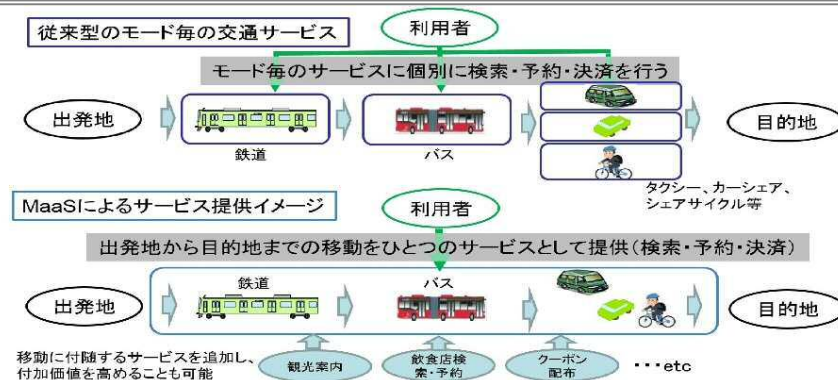 従来型のモード毎の交通サービス
利用者
モード毎のサービスに個別に検索・予約・決済を行う
出発地
鉄道
バス
目的地
タクシー、カーシェア、
シェアサイクル等
MaaSによるサービス提供イメージ
利用者
出発地から目的地までの移動をひとつのサービスとして提供（検索・予約・決済）
鉄道
バス
出発地
目的地
移動に付随するサービスを追加し、
付加価値を高めることも可能
観光案内
飲食店検
索・予約
クーポン
配布
・・・etc